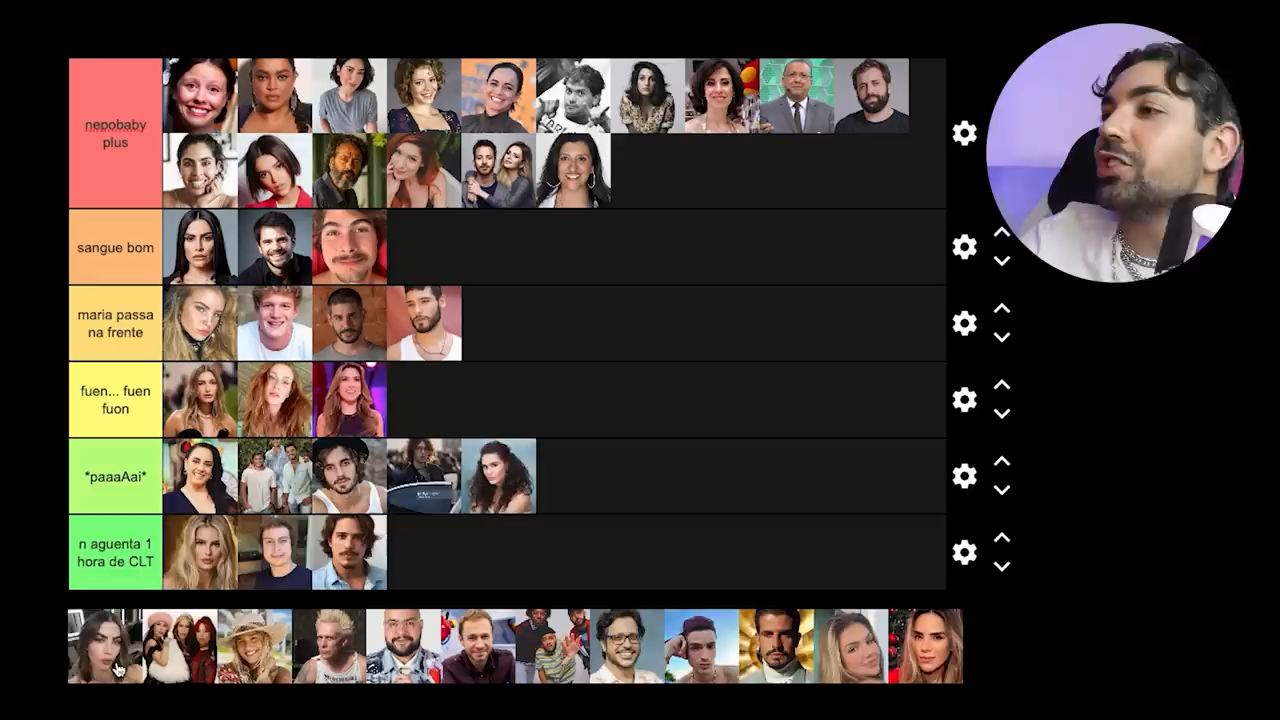 nepobaby
plus
sangue bom
maria passa
na frente
fuen... fuen
fuon
*paaaAai*
n aguenta 1
hora de CLT